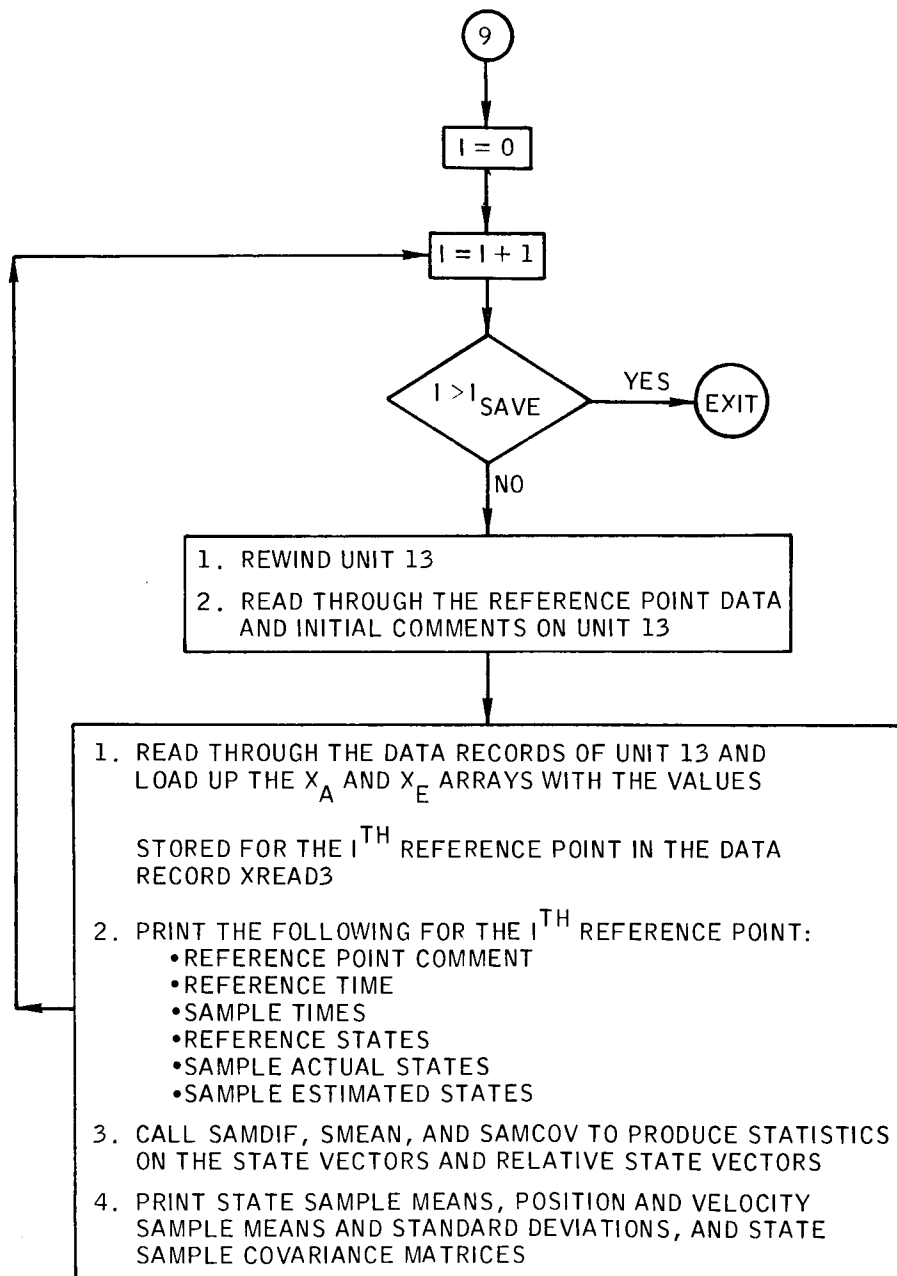 9
I = 0
I = I + 1
I > I SAVE
YES
EXIT
NO
1. REWIND UNIT 13
2. READ THROUGH THE REFERENCE POINT DATA
AND INITIAL COMMENTS ON UNIT 13
1. READ THROUGH THE DATA RECORDS OF UNIT 13 AND
LOAD UP THE X_A AND X_E ARRAYS WITH THE VALUES
STORED FOR THE I^TH REFERENCE POINT IN THE DATA
RECORD XREAD3
2. PRINT THE FOLLOWING FOR THE I^TH REFERENCE POINT:
•REFERENCE POINT COMMENT
•REFERENCE TIME
•SAMPLE TIMES
•REFERENCE STATES
•SAMPLE ACTUAL STATES
•SAMPLE ESTIMATED STATES
3. CALL SAMDIF, SMEAN, AND SAMCOV TO PRODUCE STATISTICS
ON THE STATE VECTORS AND RELATIVE STATE VECTORS
4. PRINT STATE SAMPLE MEANS, POSITION AND VELOCITY
SAMPLE MEANS AND STANDARD DEVIATIONS, AND STATE
SAMPLE COVARIANCE MATRICES